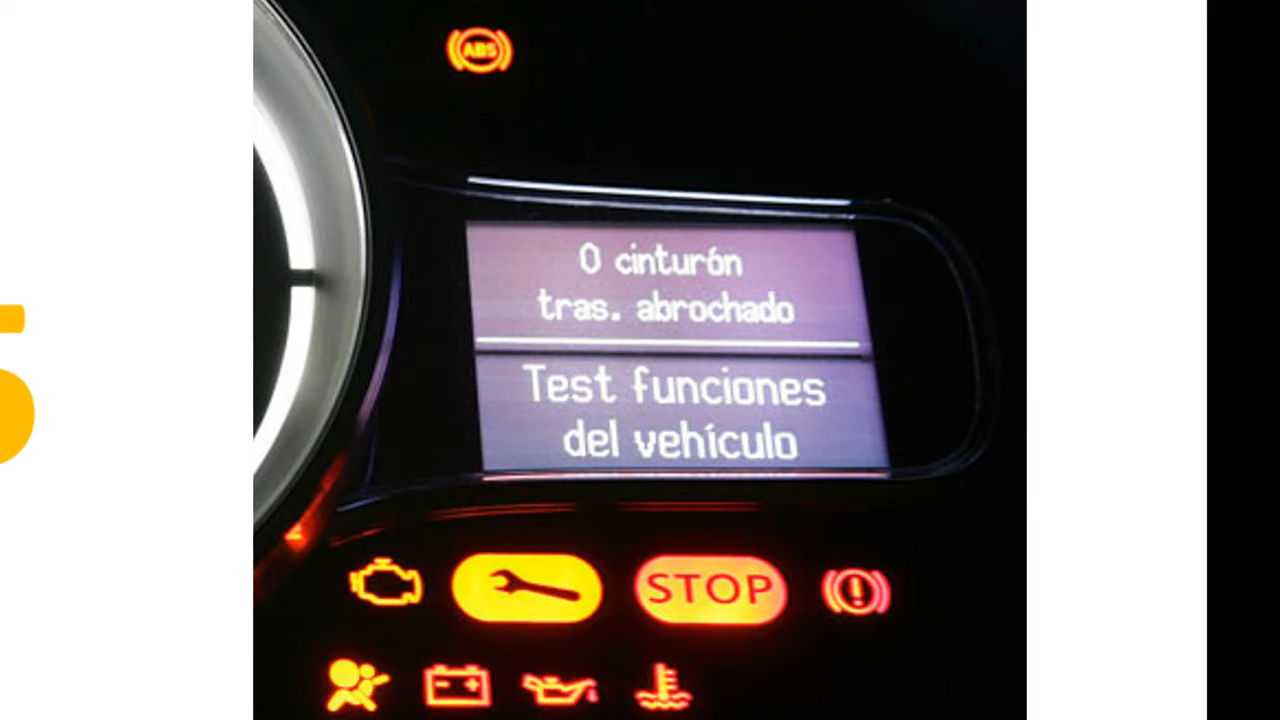 ABS
0 cinturón
tras. abrochado
Test funciones
del vehículo
STOP